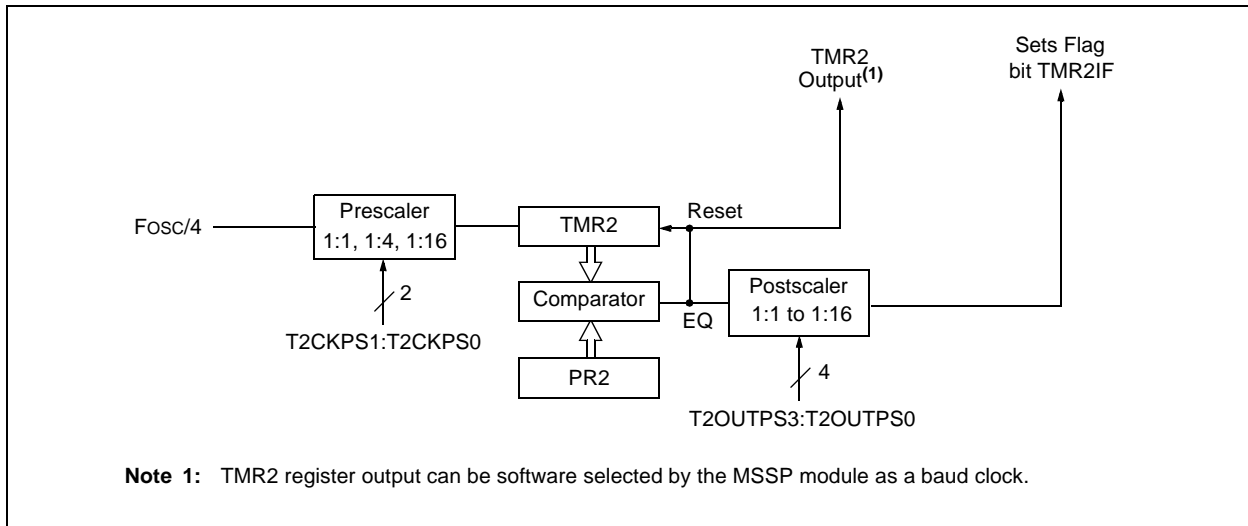 TMR2
Output(1)
Sets Flag
bit TMR2IF
Fosc/4
Prescaler
1:1, 1:4, 1:16
2
T2CKPS1:T2CKPS0
TMR2
Reset
Comparator
EQ
PR2
Postscaler
1:1 to 1:16
4
T2OUTPS3:T2OUTPS0
Note 1: TMR2 register output can be software selected by the MSSP module as a baud clock.